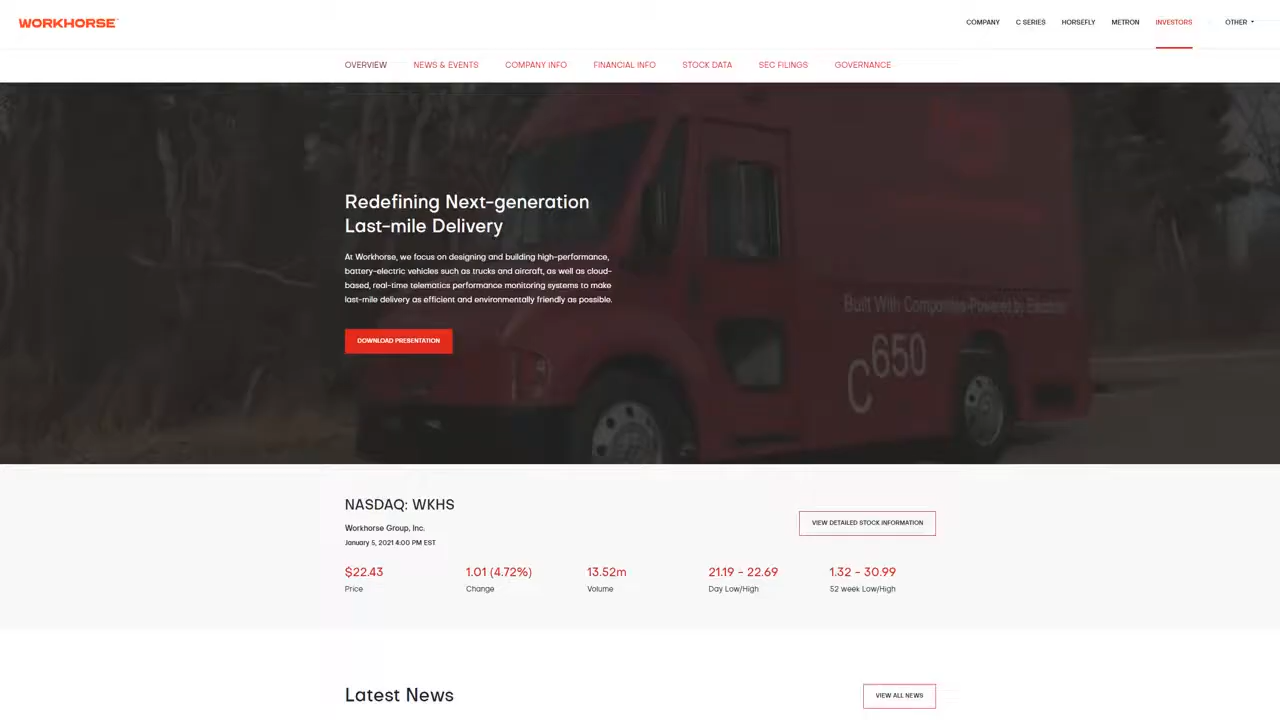 WORKHORSE
COMPANY C SERIES HORSEFLY METRON INVESTORS OTHER
OVERVIEW NEWS & EVENTS COMPANY INFO FINANCIAL INFO STOCK DATA SEC FILINGS GOVERNANCE
Redefining Next-generation
Last-mile Delivery
At Workhorse, we focus on designing and building high-performance,
battery-electric vehicles such as trucks and aircraft, as well as cloud-
based, real-time telematics performance monitoring systems to make
last-mile delivery as efficient and environmentally friendly as possible.
DOWNLOAD PRESENTATION
Built With Composites-Powered by Electrons
C650
NASDAQ: WKHS
VIEW DETAILED STOCK INFORMATION
Workhorse Group, Inc.
January 5, 2021 4:00 PM EST
$22.43 1.01 (4.72%) 13.52m 21.19 - 22.69 1.32 - 30.99
Price Change Volume Day Low/High 52 week Low/High
Latest News
VIEW ALL NEWS